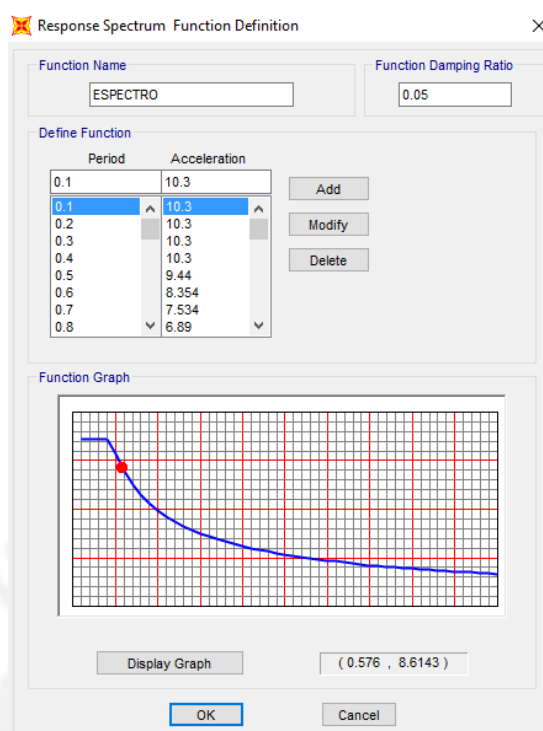 Response Spectrum Function Definition
Function Name
Function Damping Ratio
ESPECTRO
0.05
Define Function
Period Acceleration
0.1 10.3
Add
0.1 10.3
0.2 10.3
Modify
0.3 10.3
0.4 10.3
Delete
0.5 9.44
0.6 8.354
0.7 7.534
0.8 6.89
Function Graph
Display Graph
( 0.576 , 8.6143 )
OK
Cancel